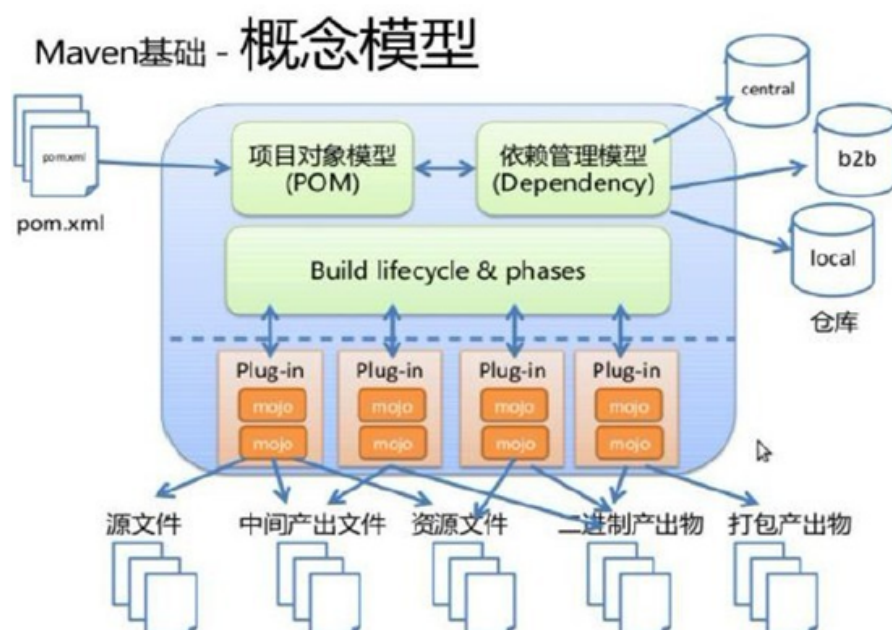 Maven基础 - 概念模型
central
pom.xml
项目对象模型
(POM)
依赖管理模型
(Dependency)
b2b
pom.xml
local
Build lifecycle & phases
仓库
Plug-in
Plug-in
Plug-in
Plug-in
mojo
mojo
mojo
mojo
mojo
mojo
mojo
mojo
源文件
中间产出文件
资源文件
二进制产出物
打包产出物